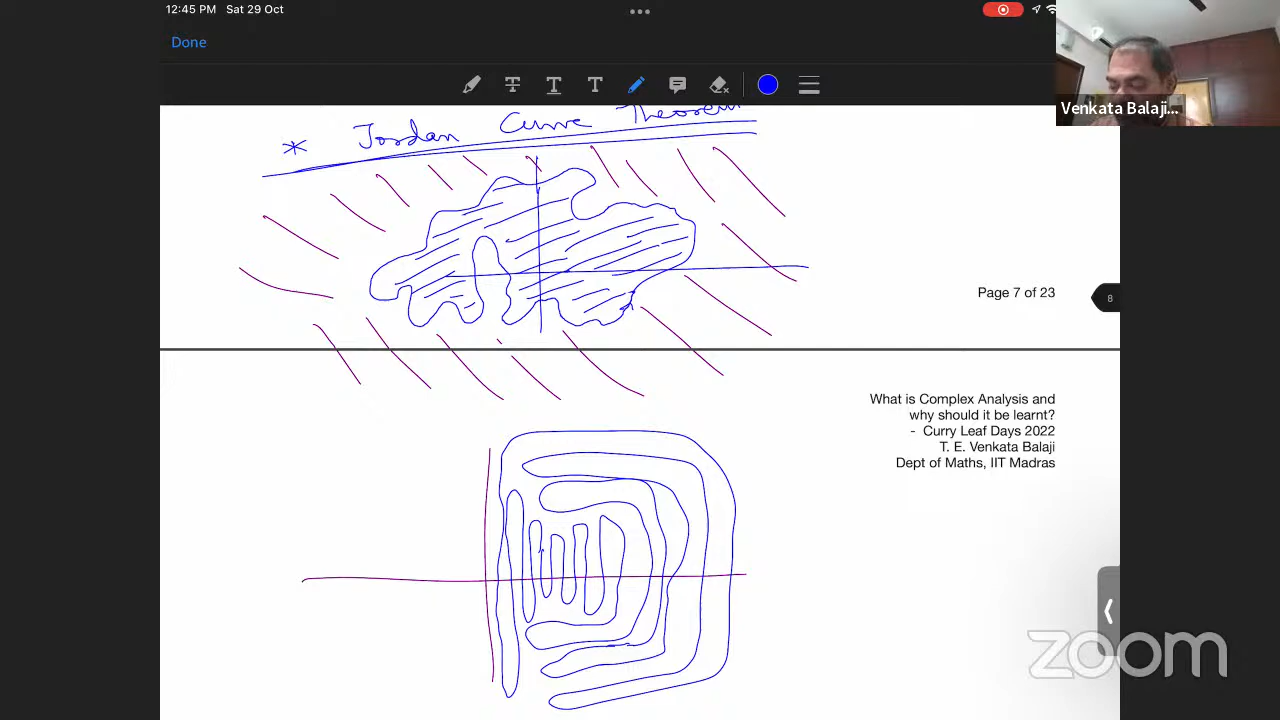 12:45 PM Sat 29 Oct
Done
Venkata Balaji...
* Jordan Curve Theorem
Page 7 of 23
8
What is Complex Analysis and
why should it be learnt?
- Curry Leaf Days 2022
T. E. Venkata Balaji
Dept of Maths, IIT Madras
zoom